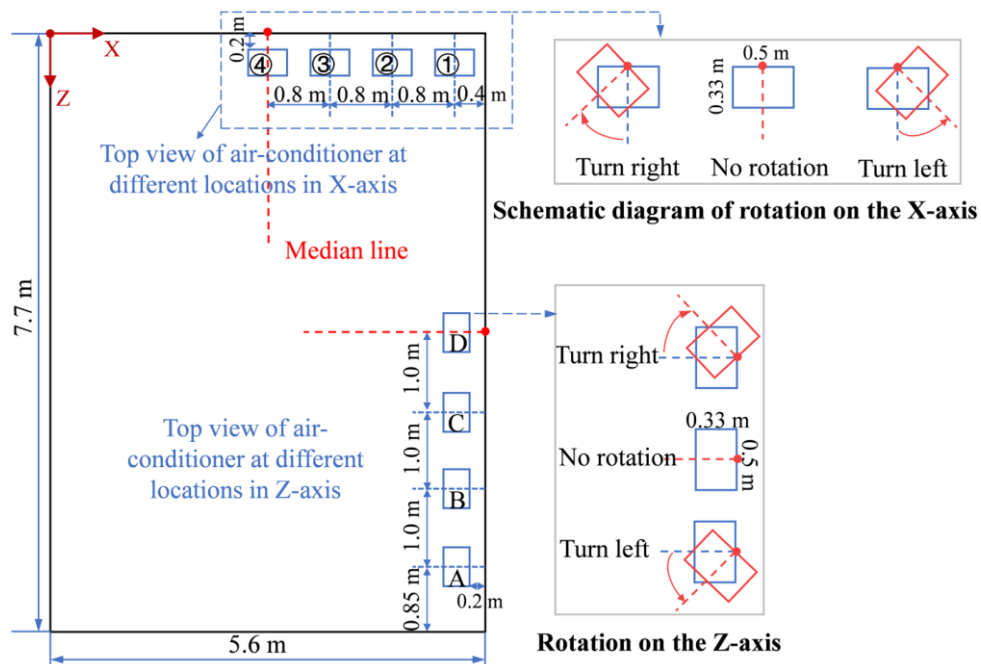 X
Z
0.2 m
④
③
②
①
0.8 m
0.8 m
0.8 m
0.4 m
Top view of air-conditioner at
different locations in X-axis
Median line
7.7 m
5.6 m
D
C
B
A
1.0 m
1.0 m
1.0 m
0.85 m
0.2 m
Top view of air-
conditioner at different
locations in Z-axis
0.5 m
0.33 m
Turn right
No rotation
Turn left
Schematic diagram of rotation on the X-axis
Turn right
0.33 m
No rotation
0.5 m
Turn left
Rotation on the Z-axis